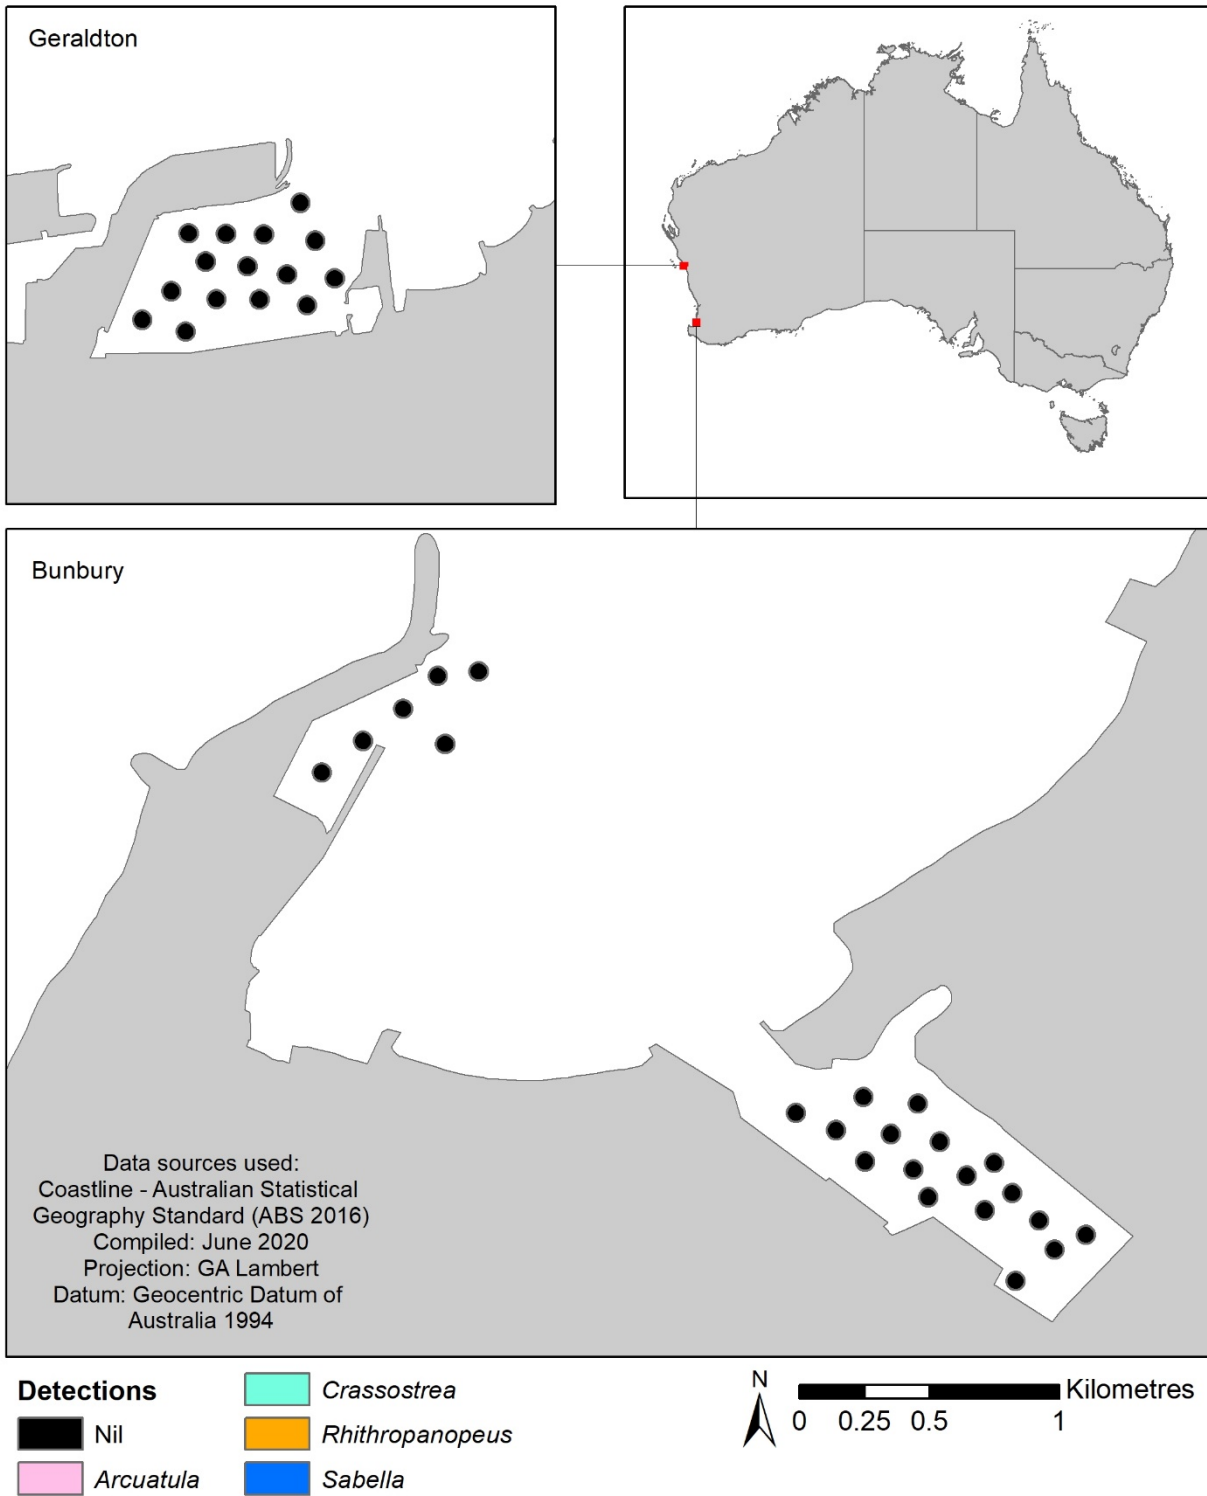 Geraldton
Bunbury
Data sources used:
Coastline - Australian Statistical
Geography Standard (ABS 2016)
Compiled: June 2020
Projection: GA Lambert
Datum: Geocentric Datum of
Australia 1994
Detections
Nil
Arcuatula
Crassostrea
Rhithropanopeus
Sabella
N
Kilometres
0 0.25 0.5 1